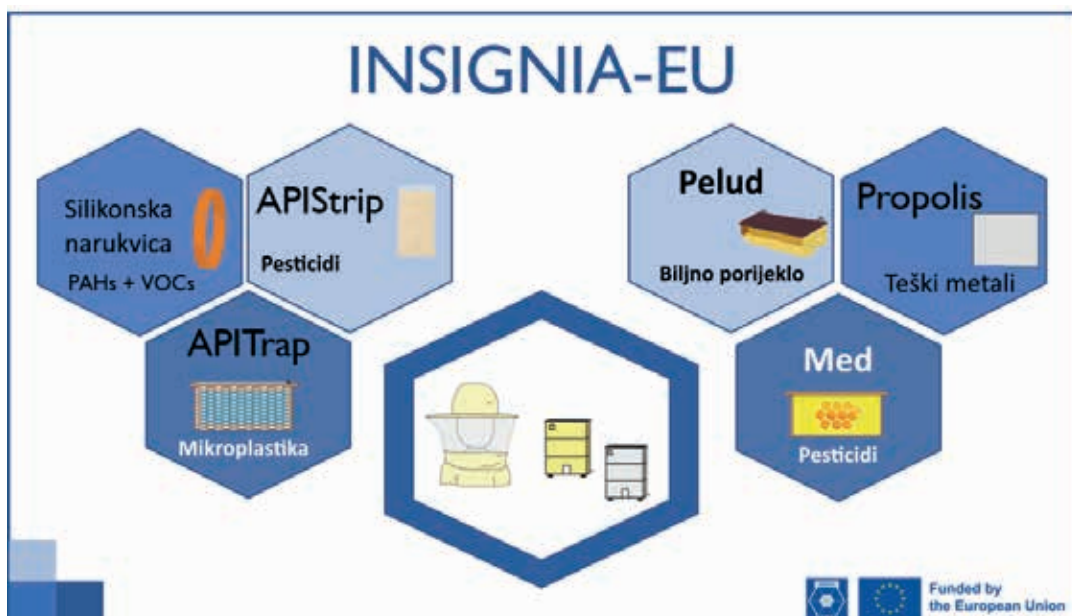 INSIGNIA-EU
Silikonska
narukvica
PAHs + VOCs
APIStrip
Pesticidi
APITrap
Mikroplastika
Pelud
Biljno porijeklo
Propolis
Teški metali
Med
Pesticidi
Funded by
the European Union